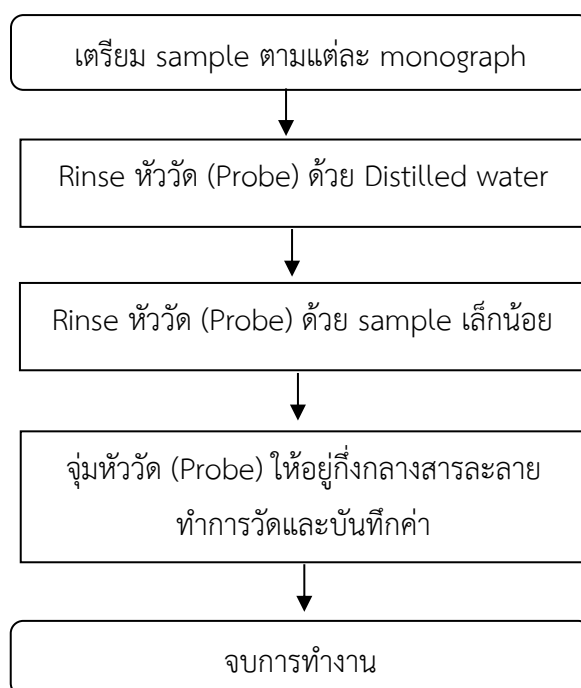 เตรียม sample ตามแต่ละ monograph
Rinse หัววัด (Probe) ด้วย Distilled water
Rinse หัววัด (Probe) ด้วย sample เล็กน้อย
จุ่มหัววัด (Probe) ให้อยู่กึ่งกลางสารละลาย
ทำการวัดและบันทึกค่า
จบการทำงาน